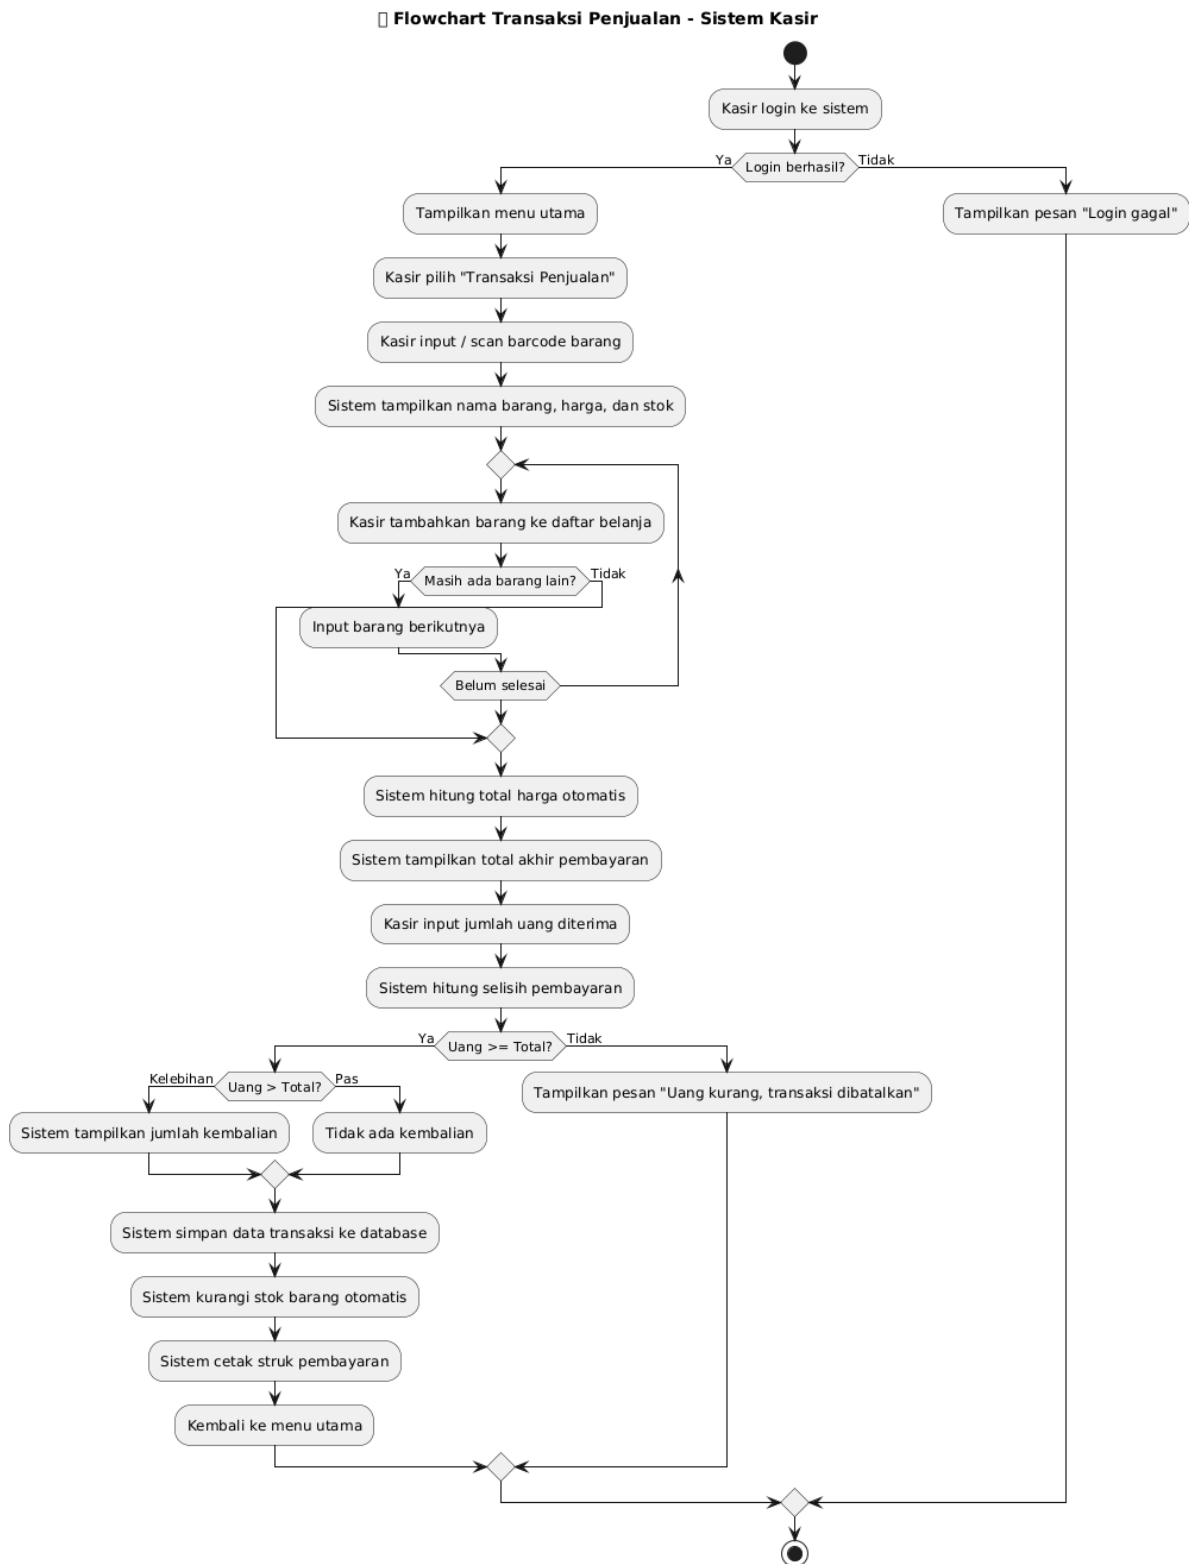 Flowchart Transaksi Penjualan - Sistem Kasir
Kasir login ke sistem
Ya
Login berhasil?
Tidak
Tampilkan menu utama
Tampilkan pesan "Login gagal"
Kasir pilih "Transaksi Penjualan"
Kasir input / scan barcode barang
Sistem tampilkan nama barang, harga, dan stok
Kasir tambahkan barang ke daftar belanja
Ya
Masih ada barang lain?
Tidak
Input barang berikutnya
Belum selesai
Sistem hitung total harga otomatis
Sistem tampilkan total akhir pembayaran
Kasir input jumlah uang diterima
Sistem hitung selisih pembayaran
Ya
Uang >= Total?
Tidak
Kelebihan
Uang > Total?
Pas
Tampilkan pesan "Uang kurang, transaksi dibatalkan"
Sistem tampilkan jumlah kembalian
Tidak ada kembalian
Sistem simpan data transaksi ke database
Sistem kurangi stok barang otomatis
Sistem cetak struk pembayaran
Kembali ke menu utama